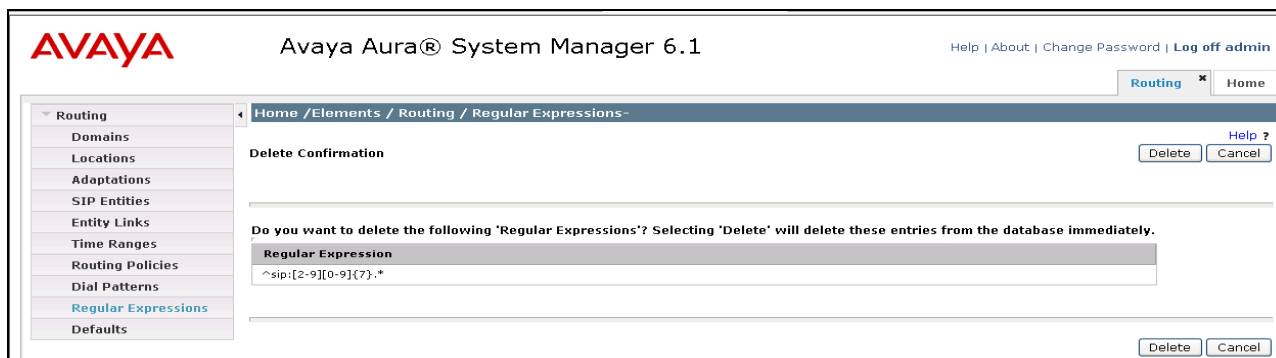 AVAYA
Avaya Aura® System Manager 6.1
Help | About | Change Password | Log off admin
Routing × Home
Routing
Domains
Locations
Adaptations
SIP Entities
Entity Links
Time Ranges
Routing Policies
Dial Patterns
Regular Expressions
Defaults
Home /Elements / Routing / Regular Expressions-
Help ?
Delete Confirmation
Delete Cancel
Do you want to delete the following 'Regular Expressions'? Selecting 'Delete' will delete these entries from the database immediately.
Regular Expression
^sip:[2-9][0-9]{7}.*
Delete Cancel